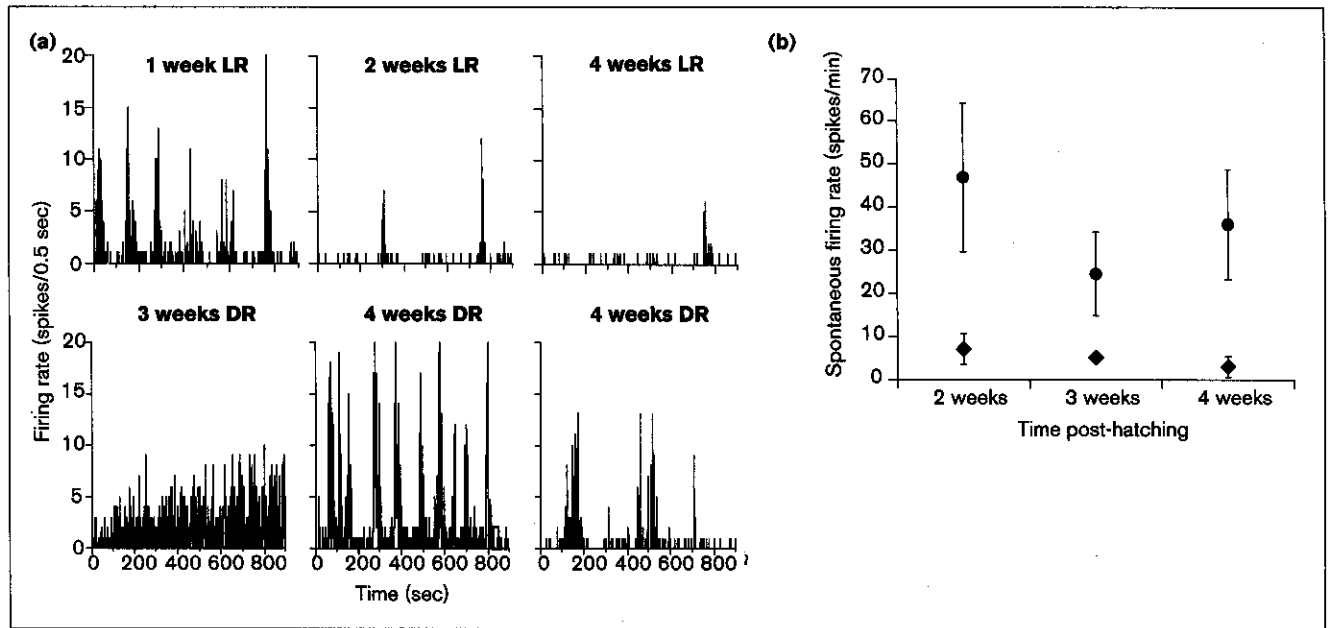 (a)
1 week LR
2 weeks LR
4 weeks LR
20
15
10
5
0
3 weeks DR
4 weeks DR
4 weeks DR
20
15
10
5
0
Firing rate (spikes/0.5 sec)
0 200 400 600 800
0 200 400 600 800
0 200 400 600 800
Time (sec)
(b)
70
60
50
40
30
20
10
0
Spontaneous firing rate (spikes/min)
2 weeks
3 weeks
4 weeks
Time post-hatching